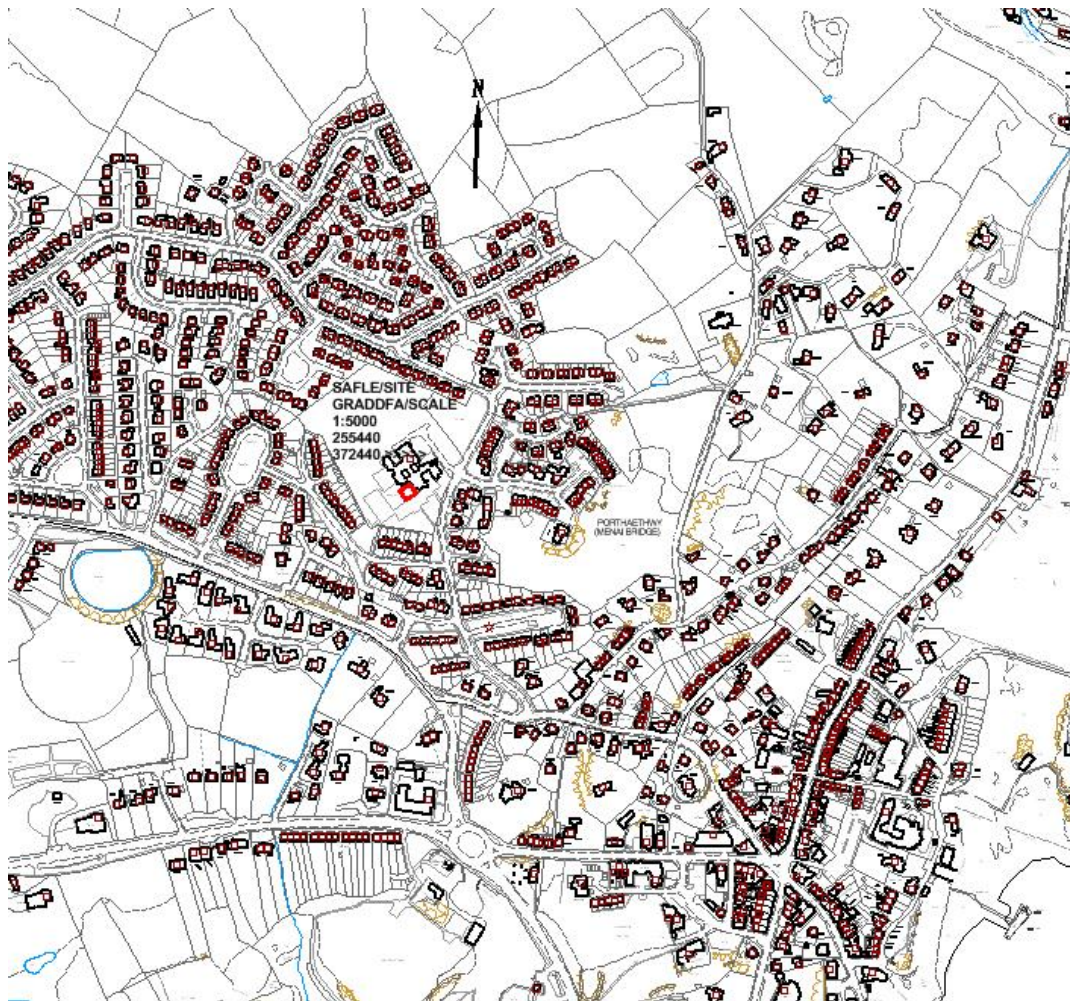 N
SAFLE/SITE
GRADDFA/SCALE
1:5000
255440
372440
PORTHAETHWY
(MENAI BRIDGE)